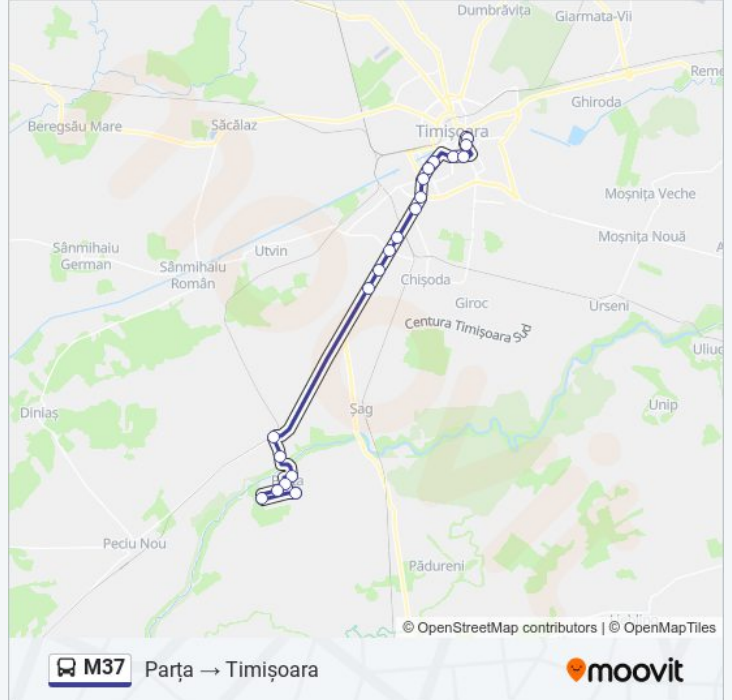 Dumbrăvița
Giarmata-Vii
Reme
Ghiroda
Beregsău Mare
Săcălaz
Timișoara
Moșnița Veche
Sânmihaiu
German
Utvin
Moșnița Nouă
A
Sânmihaiu
Român
Chișoda
Giroc
Urseni
Centura Timișoara Sud
Uliuc
Diniaș
Șag
Unip
Peciu Nou
Pădureni
© OpenStreetMap contributors | © OpenMapTiles
M37 Parța → Timișoara
moovit